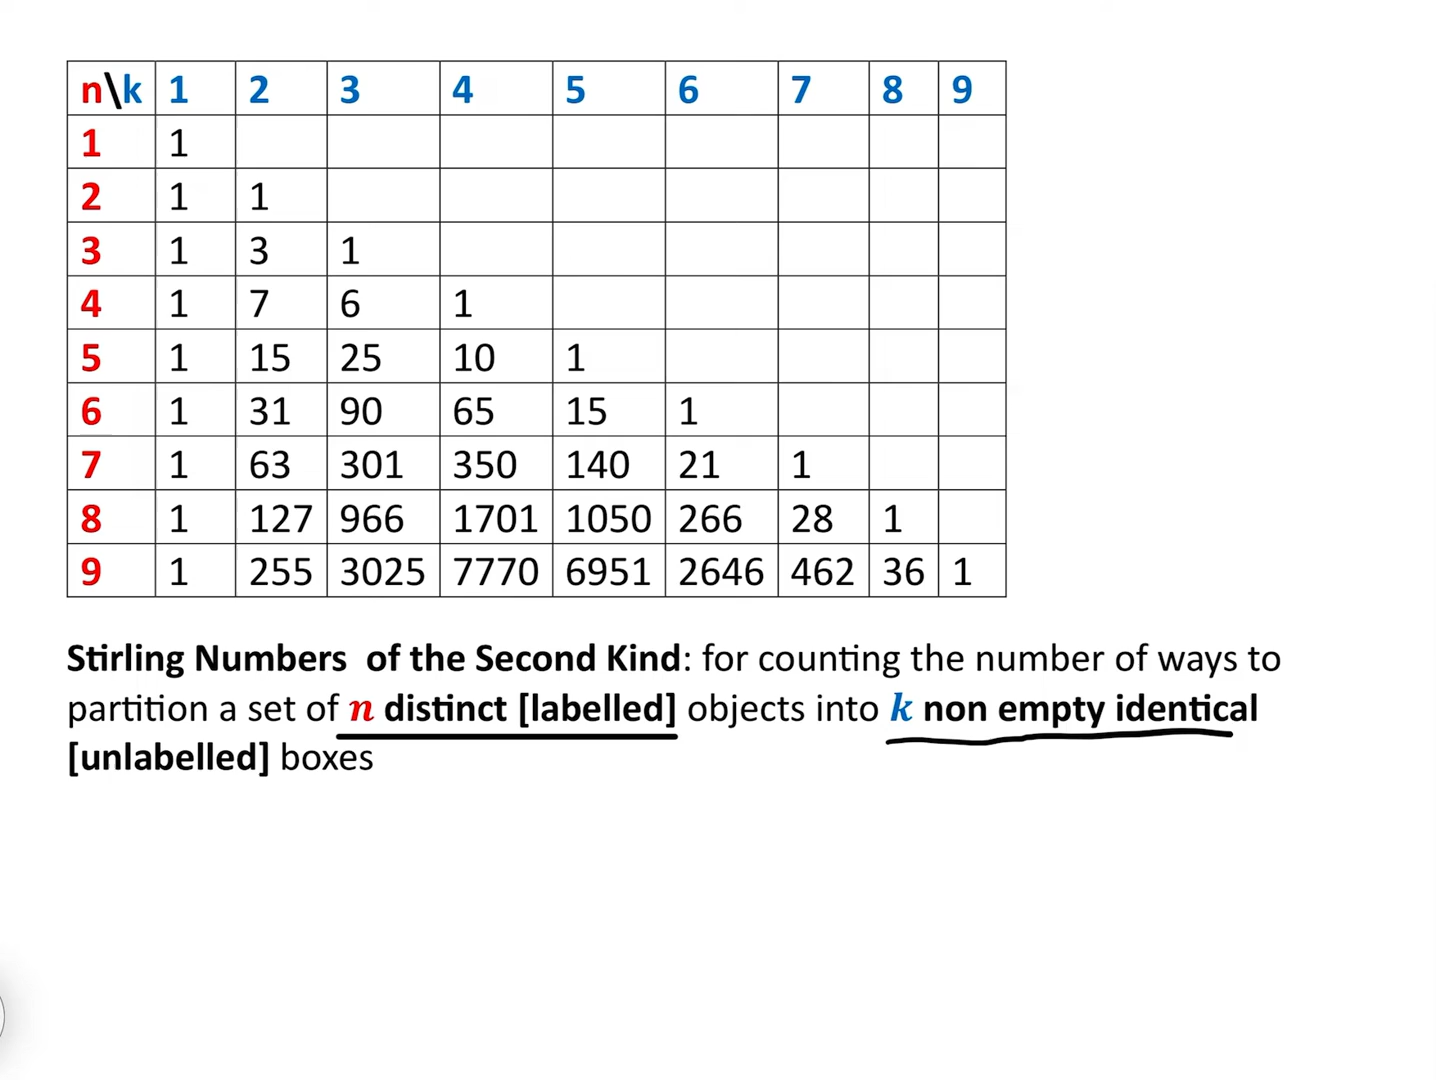 n\k 1 2 3 4 5 6 7 8 9
1 1
2 1 1
3 1 3 1
4 1 7 6 1
5 1 15 25 10 1
6 1 31 90 65 15 1
7 1 63 301 350 140 21 1
8 1 127 966 1701 1050 266 28 1
9 1 255 3025 7770 6951 2646 462 36 1
Stirling Numbers of the Second Kind: for counting the number of ways to
partition a set of n distinct [labelled] objects into k non empty identical
[unlabelled] boxes